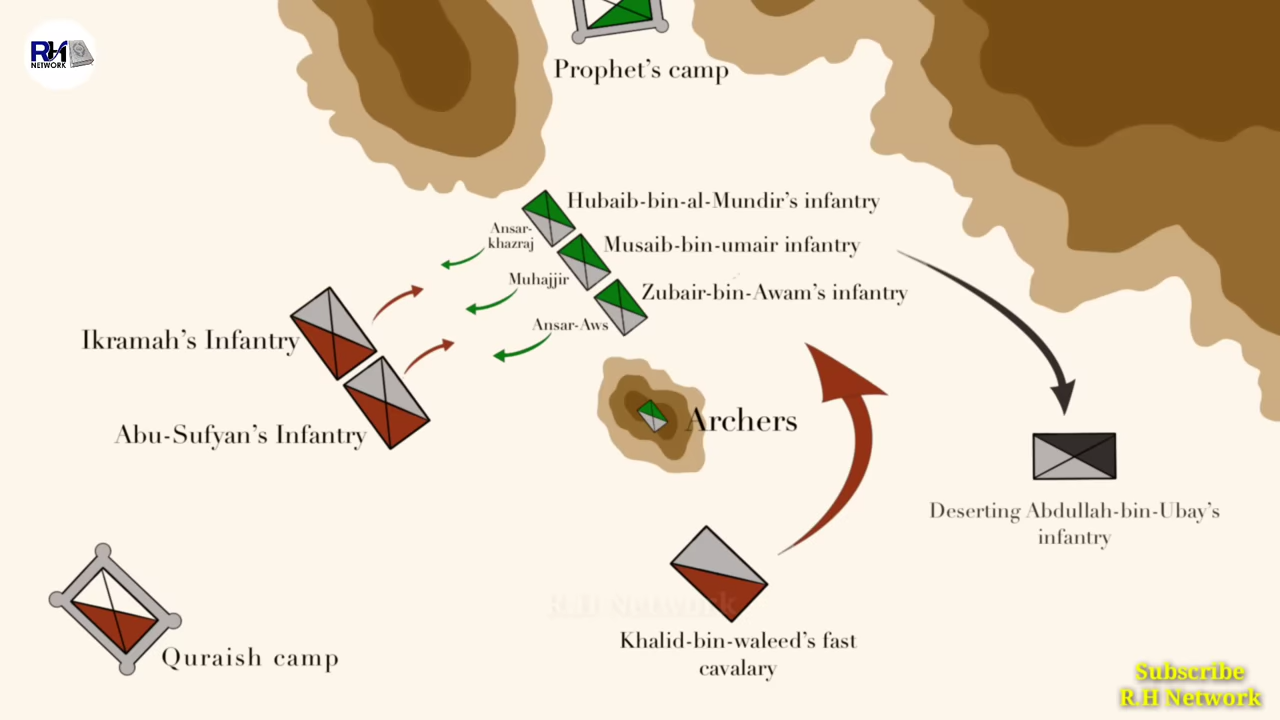 RH
NETWORK
Prophet's camp
Hubaib-bin-al-Mundir's infantry
Ansar-
khazraj
Musaib-bin-umair infantry
Muhajjir
Zubair-bin-Awam's infantry
Ansar-Aws
Ikramah's Infantry
Abu-Sufyan's Infantry
Archers
Deserting Abdullah-bin-Ubay's
infantry
R.H Network
Khalid-bin-waleed's fast
cavalary
Quraish camp
Subscribe
R.H Network